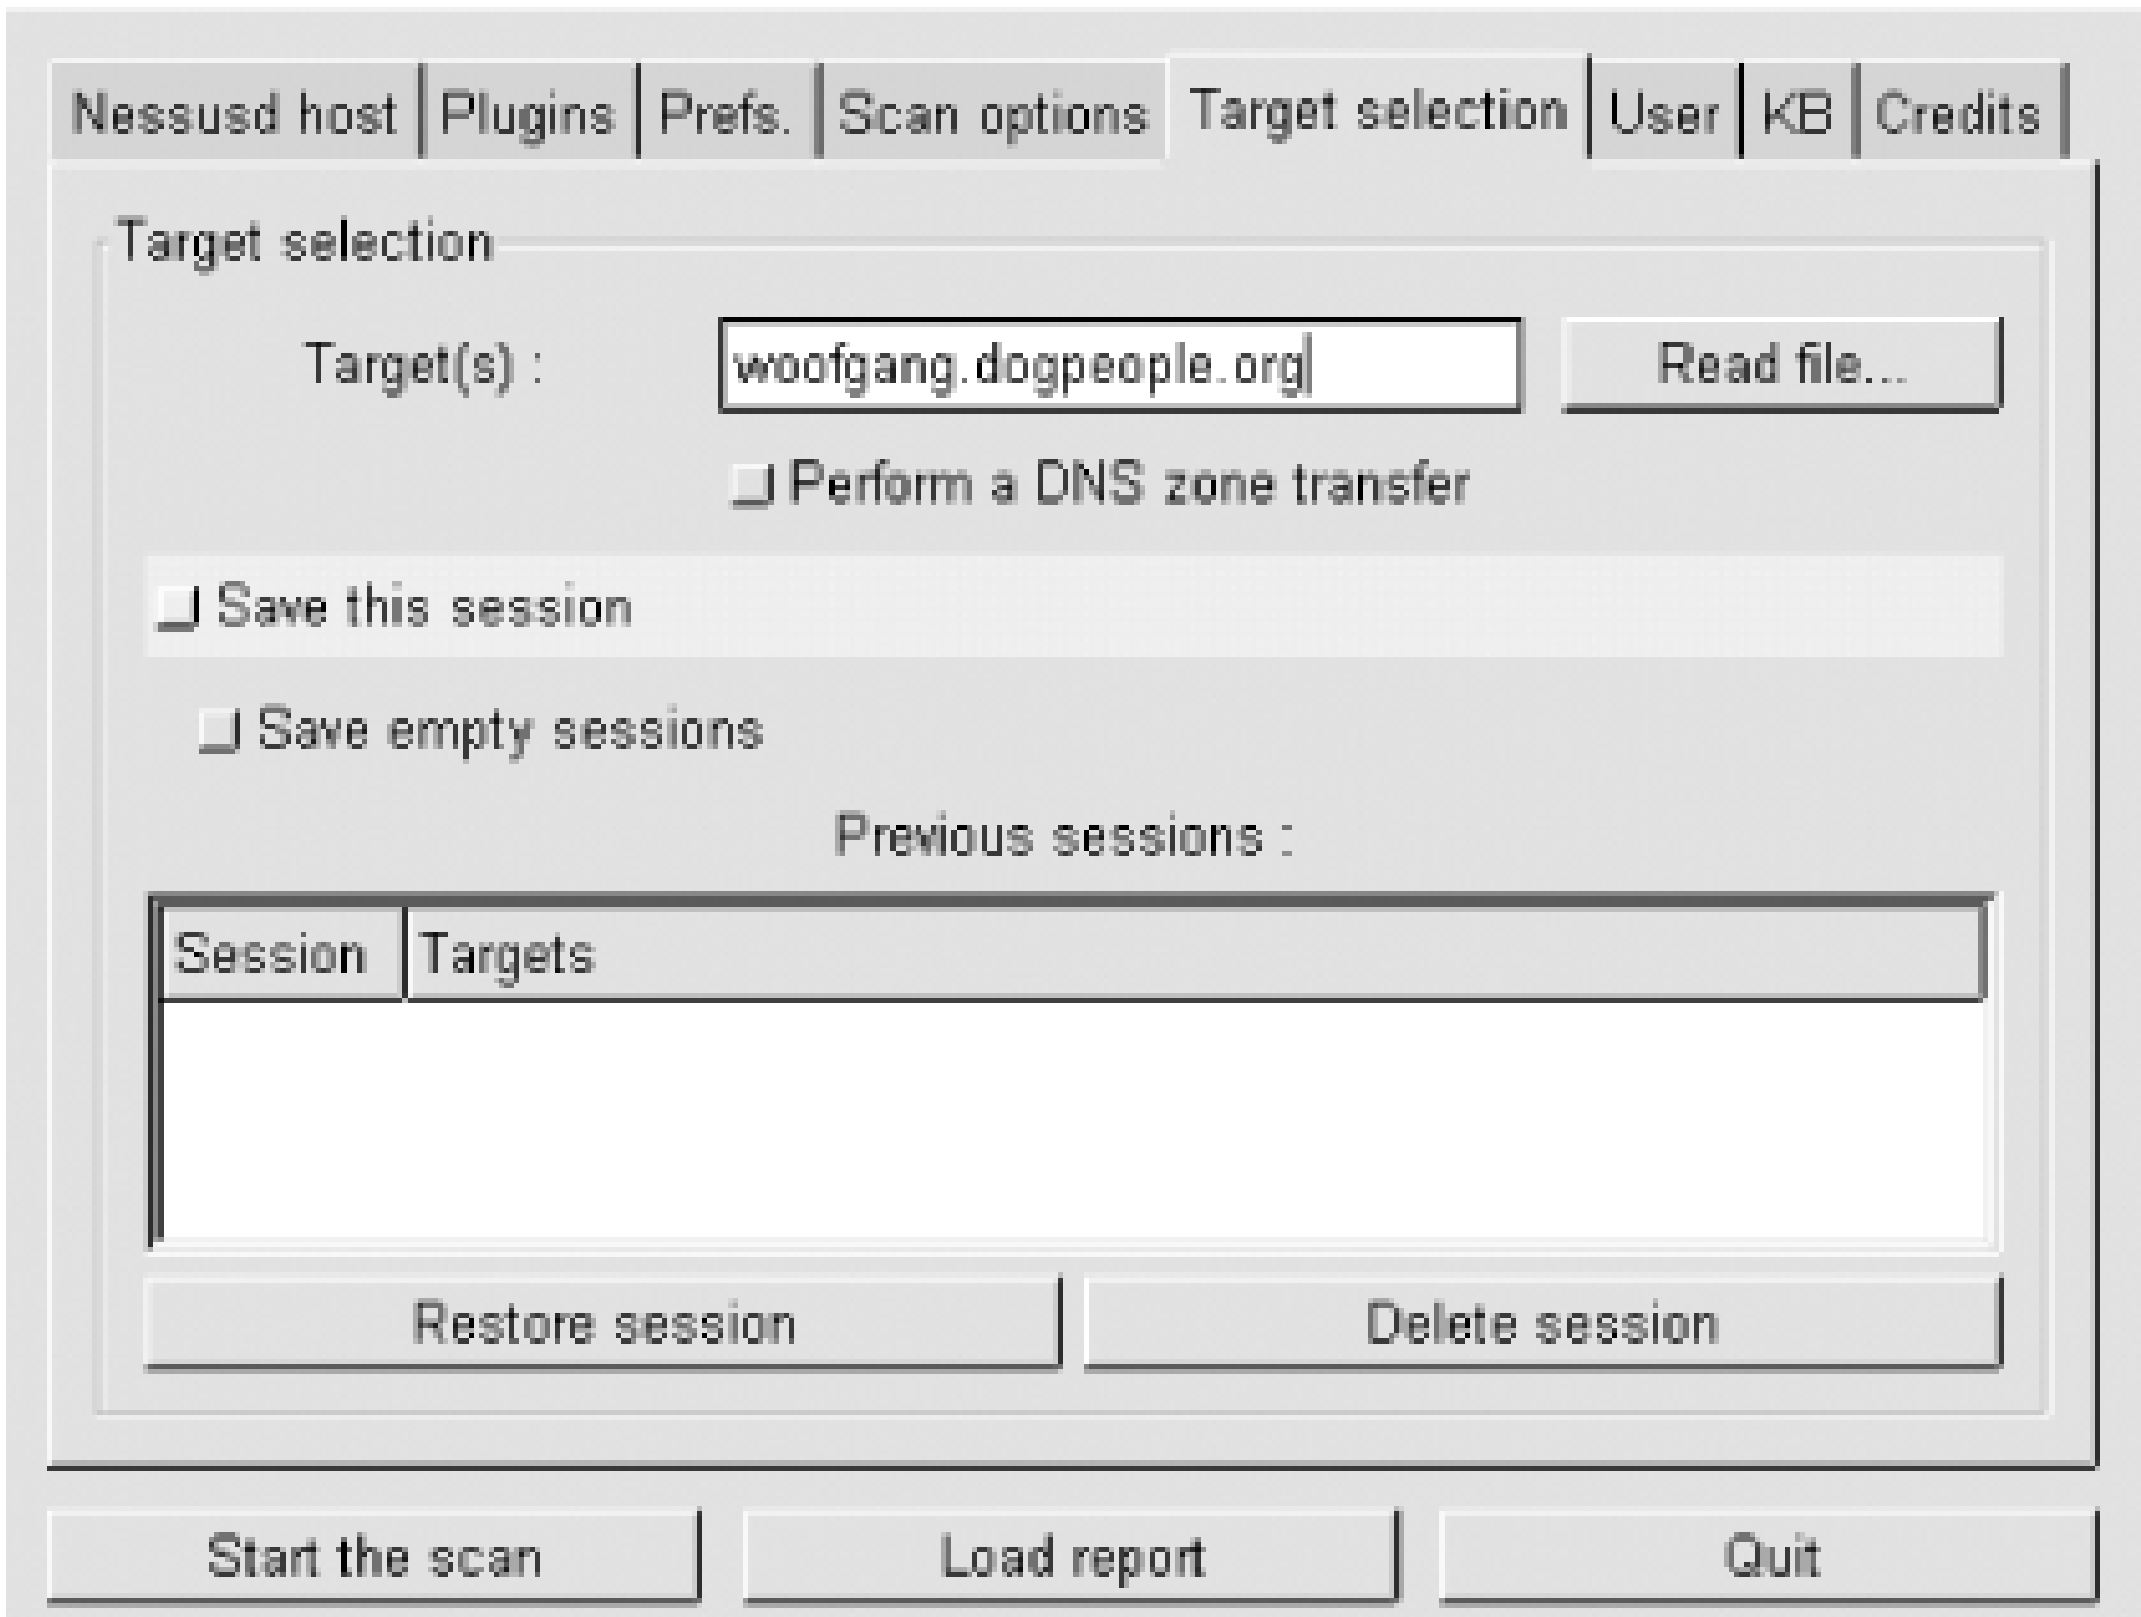 Nessusd host Plugins Prefs. Scan options Target selection User KB Credits
Target selection
Target(s) : woofgang.dogpeople.org Read file...
Perform a DNS zone transfer
Save this session
Save empty sessions
Previous sessions :
Session Targets
Restore session Delete session
Start the scan Load report Quit